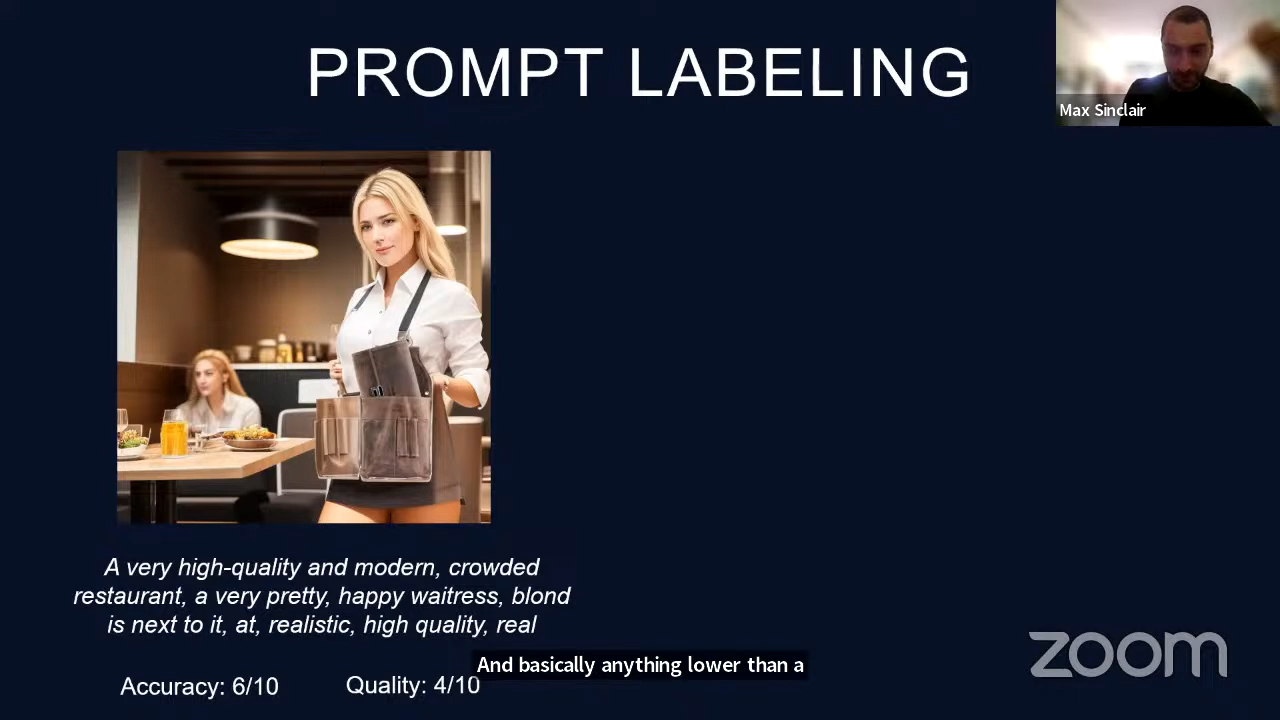 PROMPT LABELING
Max Sinclair
A very high-quality and modern, crowded
restaurant, a very pretty, happy waitress, blond
is next to it, at, realistic, high quality, real
And basically anything lower than a
Accuracy: 6/10
Quality: 4/10
zoom